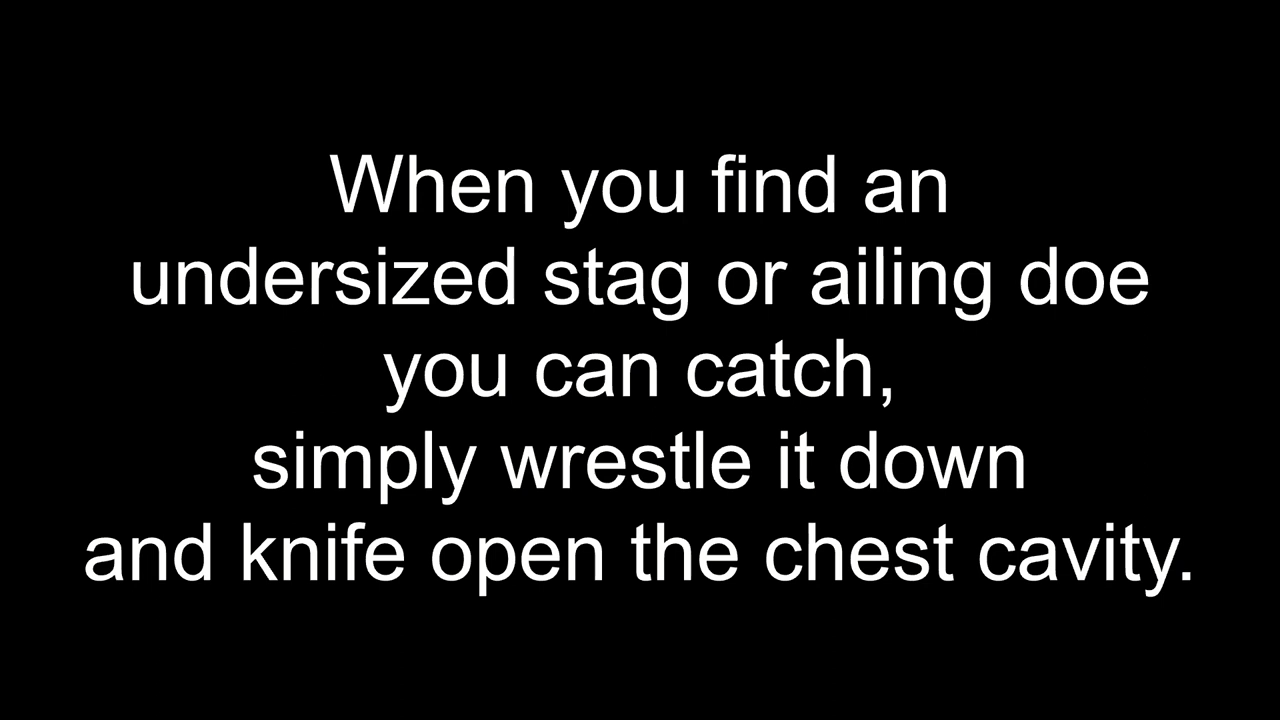 When you find an
undersized stag or ailing doe
you can catch,
simply wrestle it down
and knife open the chest cavity.